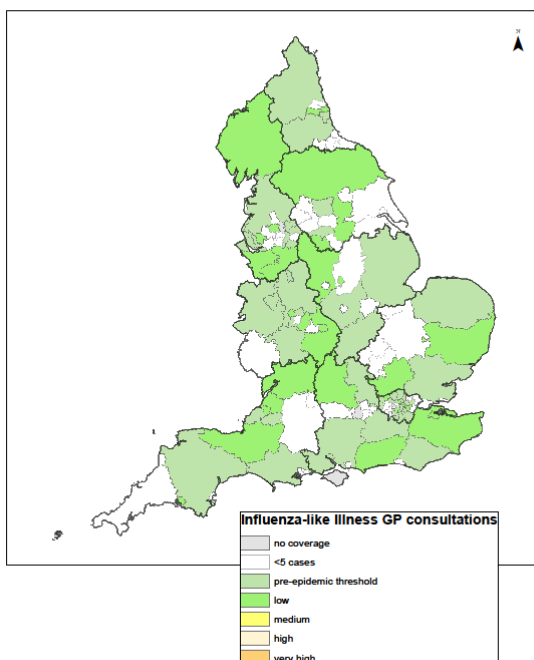 Influenza-like Illness GP consultations
no coverage
<5 cases
pre-epidemic threshold
low
medium
high
very high